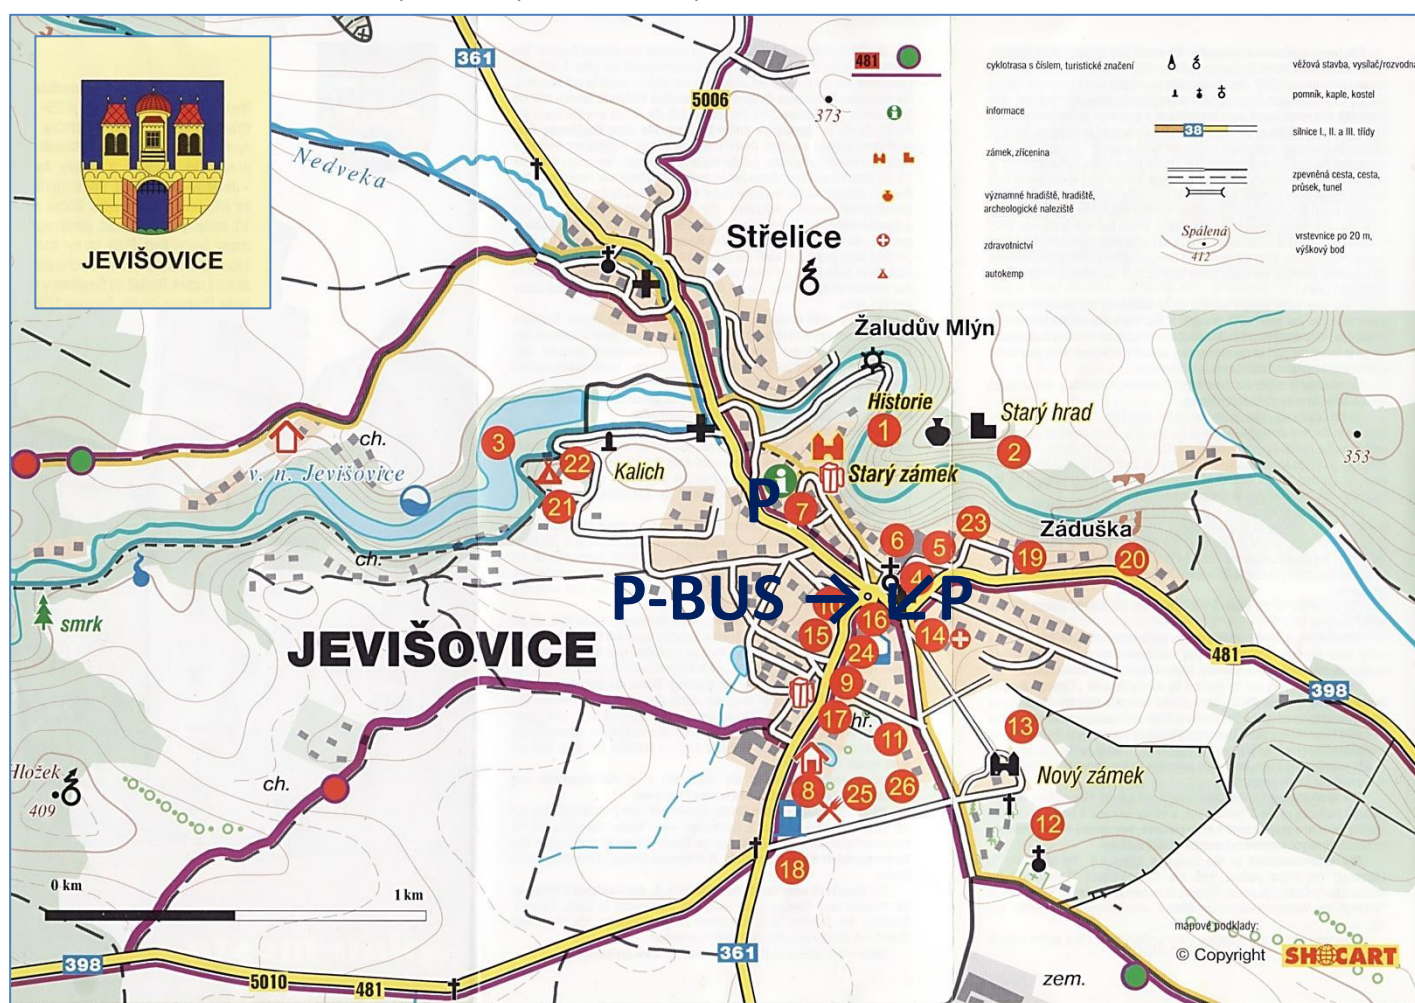 JEVIŠOVICE
361
5006
373
481
cyklotrasa s číslem, turistické značení
informace
zámek, zřícenina
významné hradiště, hradiště,
archeologické naleziště
zdravotnictví
autokemp
věžová stavba, vysílač/rozvodna
pomník, kaple, kostel
38
silnice I., II. a III. třídy
zpevněná cesta, cesta,
průsek, tunel
Spálená
412
vrstevnice po 20 m,
výškový bod
Nedveka
Střelice
Žaludův Mlýn
Historie
1
Starý hrad
2
353
ch.
3
v. n. Jevišovice
22
Kalich
21
Starý zámek
P
7
6
5
23
Záduška
19
20
ch.
4
P-BUS → ↙P
10
16
15
14
24
smrk
JEVIŠOVICE
481
398
9
17
hř.
11
13
Nový zámek
Hložek
409
ch.
8
25
26
12
18
0 km
1 km
398
5010
481
361
zem.
mapové podklady:
© Copyright
SHOCART